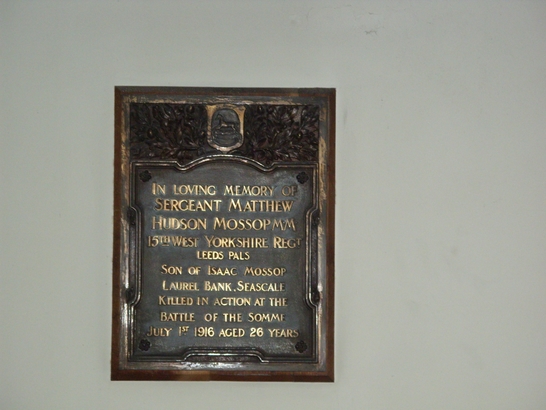 IN LOVING MEMORY OF
SERGEANT MATTHEW
HUDSON MOSSOP MM
15TH WEST YORKSHIRE REGT
LEEDS PALS
SON OF ISAAC MOSSOP
LAUREL BANK, SEASCALE
KILLED IN ACTION AT THE
BATTLE OF THE SOMME
JULY 1ST 1916 AGED 26 YEARS